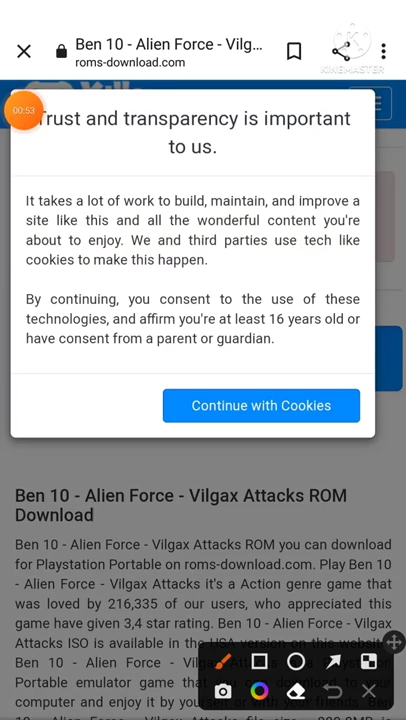 Ben 10 - Alien Force - Vilg...
roms-download.com
KINEMASTER
00:53
Trust and transparency is important
to us.
It takes a lot of work to build, maintain, and improve a
site like this and all the wonderful content you're
about to enjoy. We and third parties use tech like
cookies to make this happen.
By continuing, you consent to the use of these
technologies, and affirm you're at least 16 years old or
have consent from a parent or guardian.
Continue with Cookies
Ben 10 - Alien Force - Vilgax Attacks ROM
Download
Ben 10 - Alien Force - Vilgax Attacks ROM you can download
for Playstation Portable on roms-download.com. Play Ben 10
- Alien Force - Vilgax Attacks it's a Action genre game that
was loved by 216,335 of our users, who appreciated this
game have given 3,4 star rating. Ben 10 - Alien Force - Vilgax
Attacks ISO is available in the USA version on this website.
Ben 10 - Alien Force - Vilgax
Portable emulator game that you
computer and enjoy it by